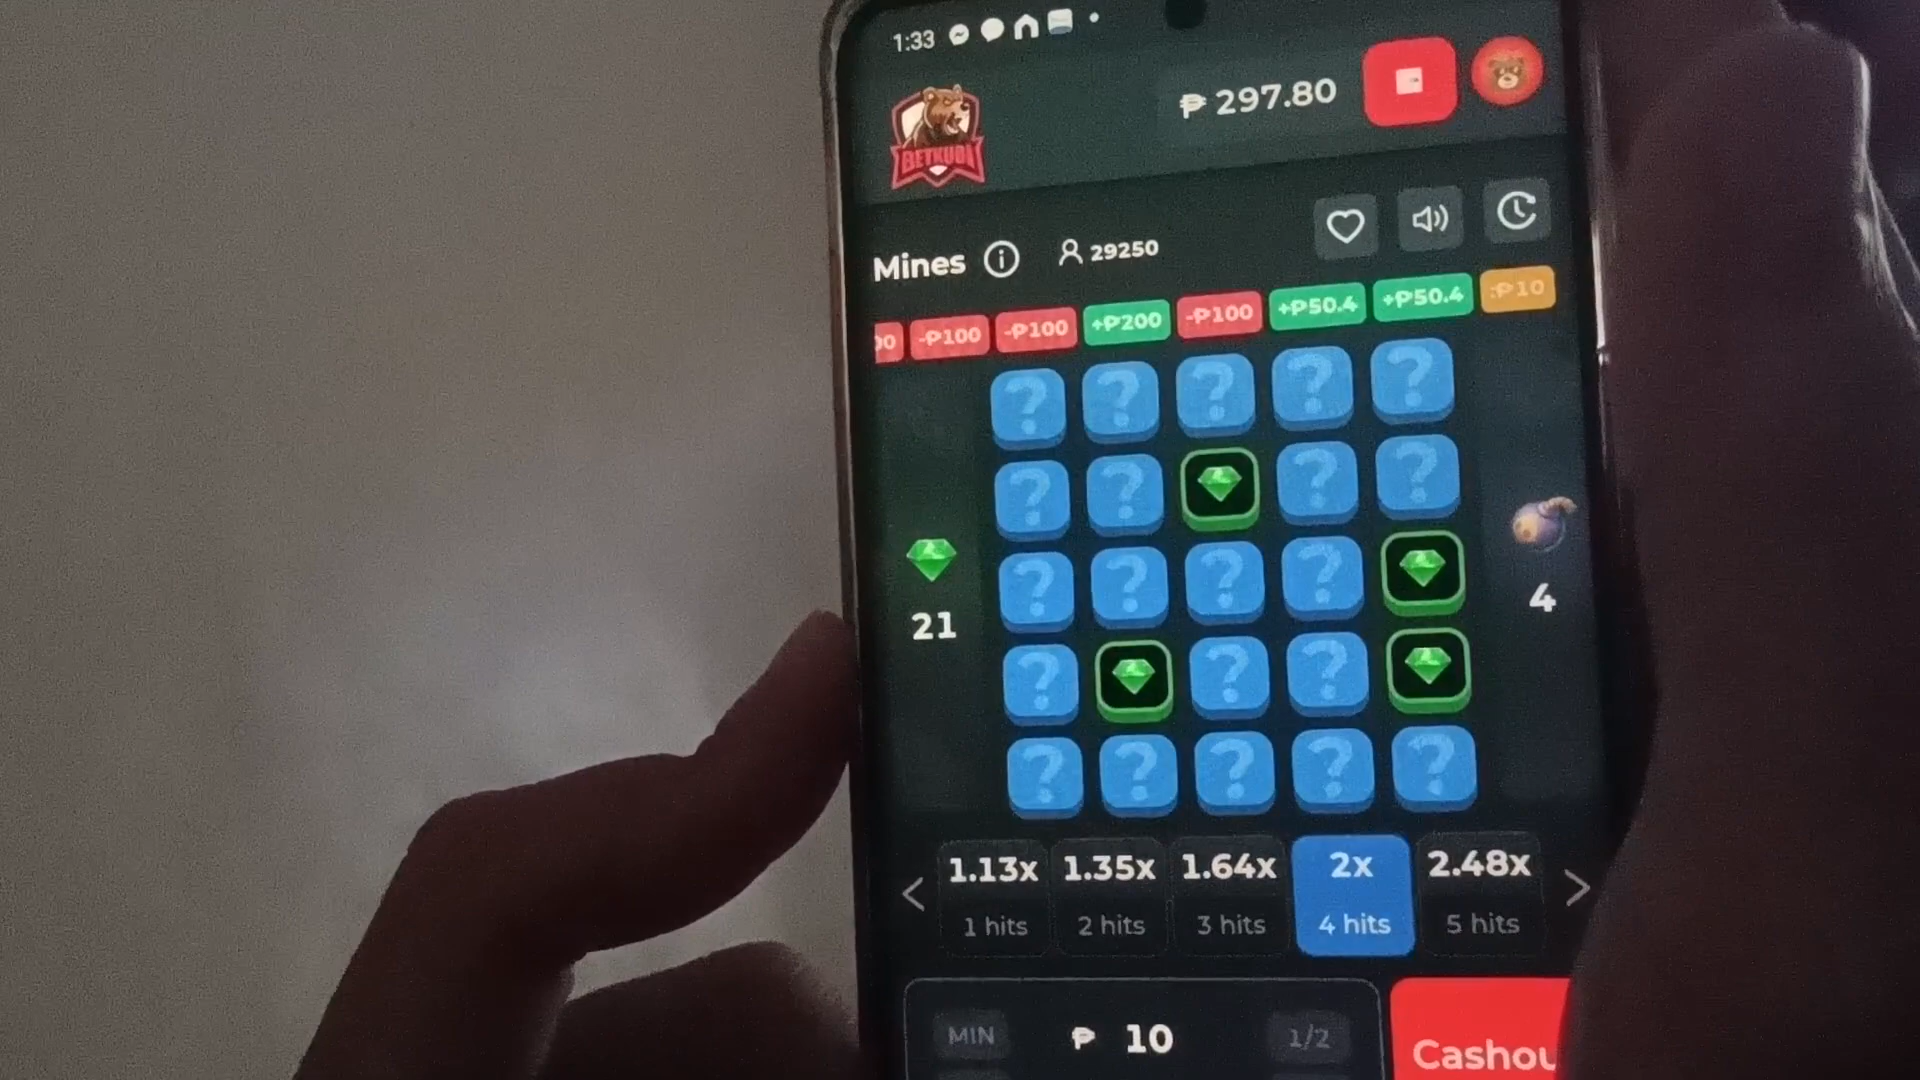 1:33
₱ 297.80
BETKUDA
Mines 29250
00 -₱100 -₱100 +₱200 -₱100 +₱50.4 +₱50.4 -₱10
? ? ? ? ?
? ? ? ?
? ? ? ?
? ? ?
? ? ? ? ?
21
4
1.13x 1.35x 1.64x 2x 2.48x
1 hits 2 hits 3 hits 4 hits 5 hits
MIN ₱ 10 1/2
Cashou